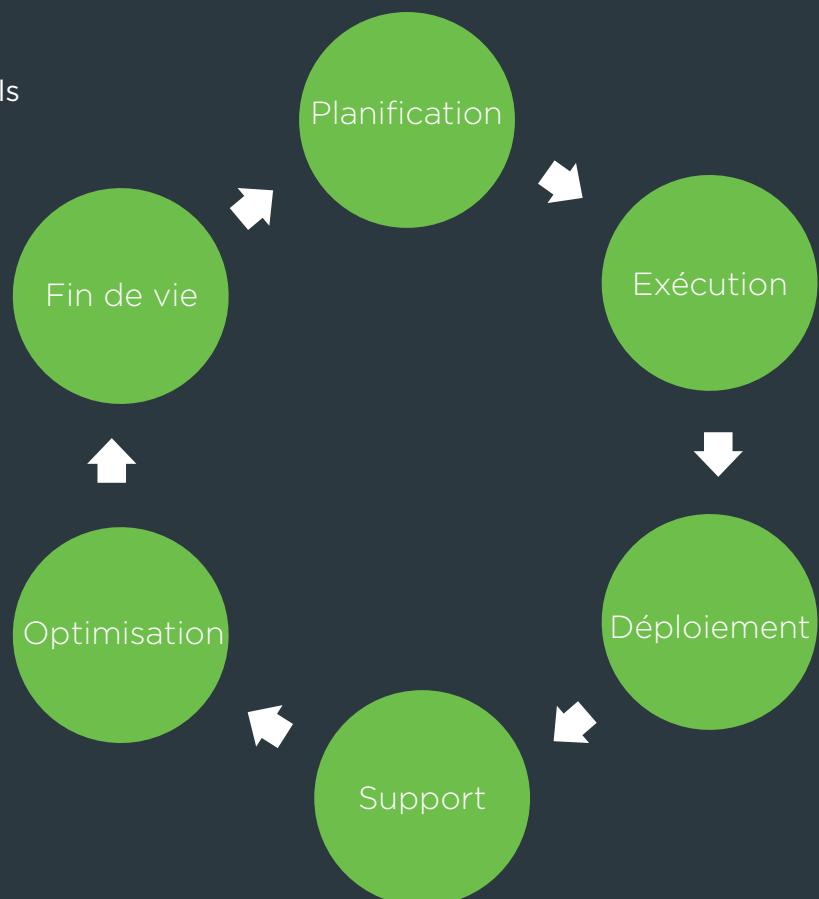 Planification
Exécution
Déploiement
Support
Optimisation
Fin de vie